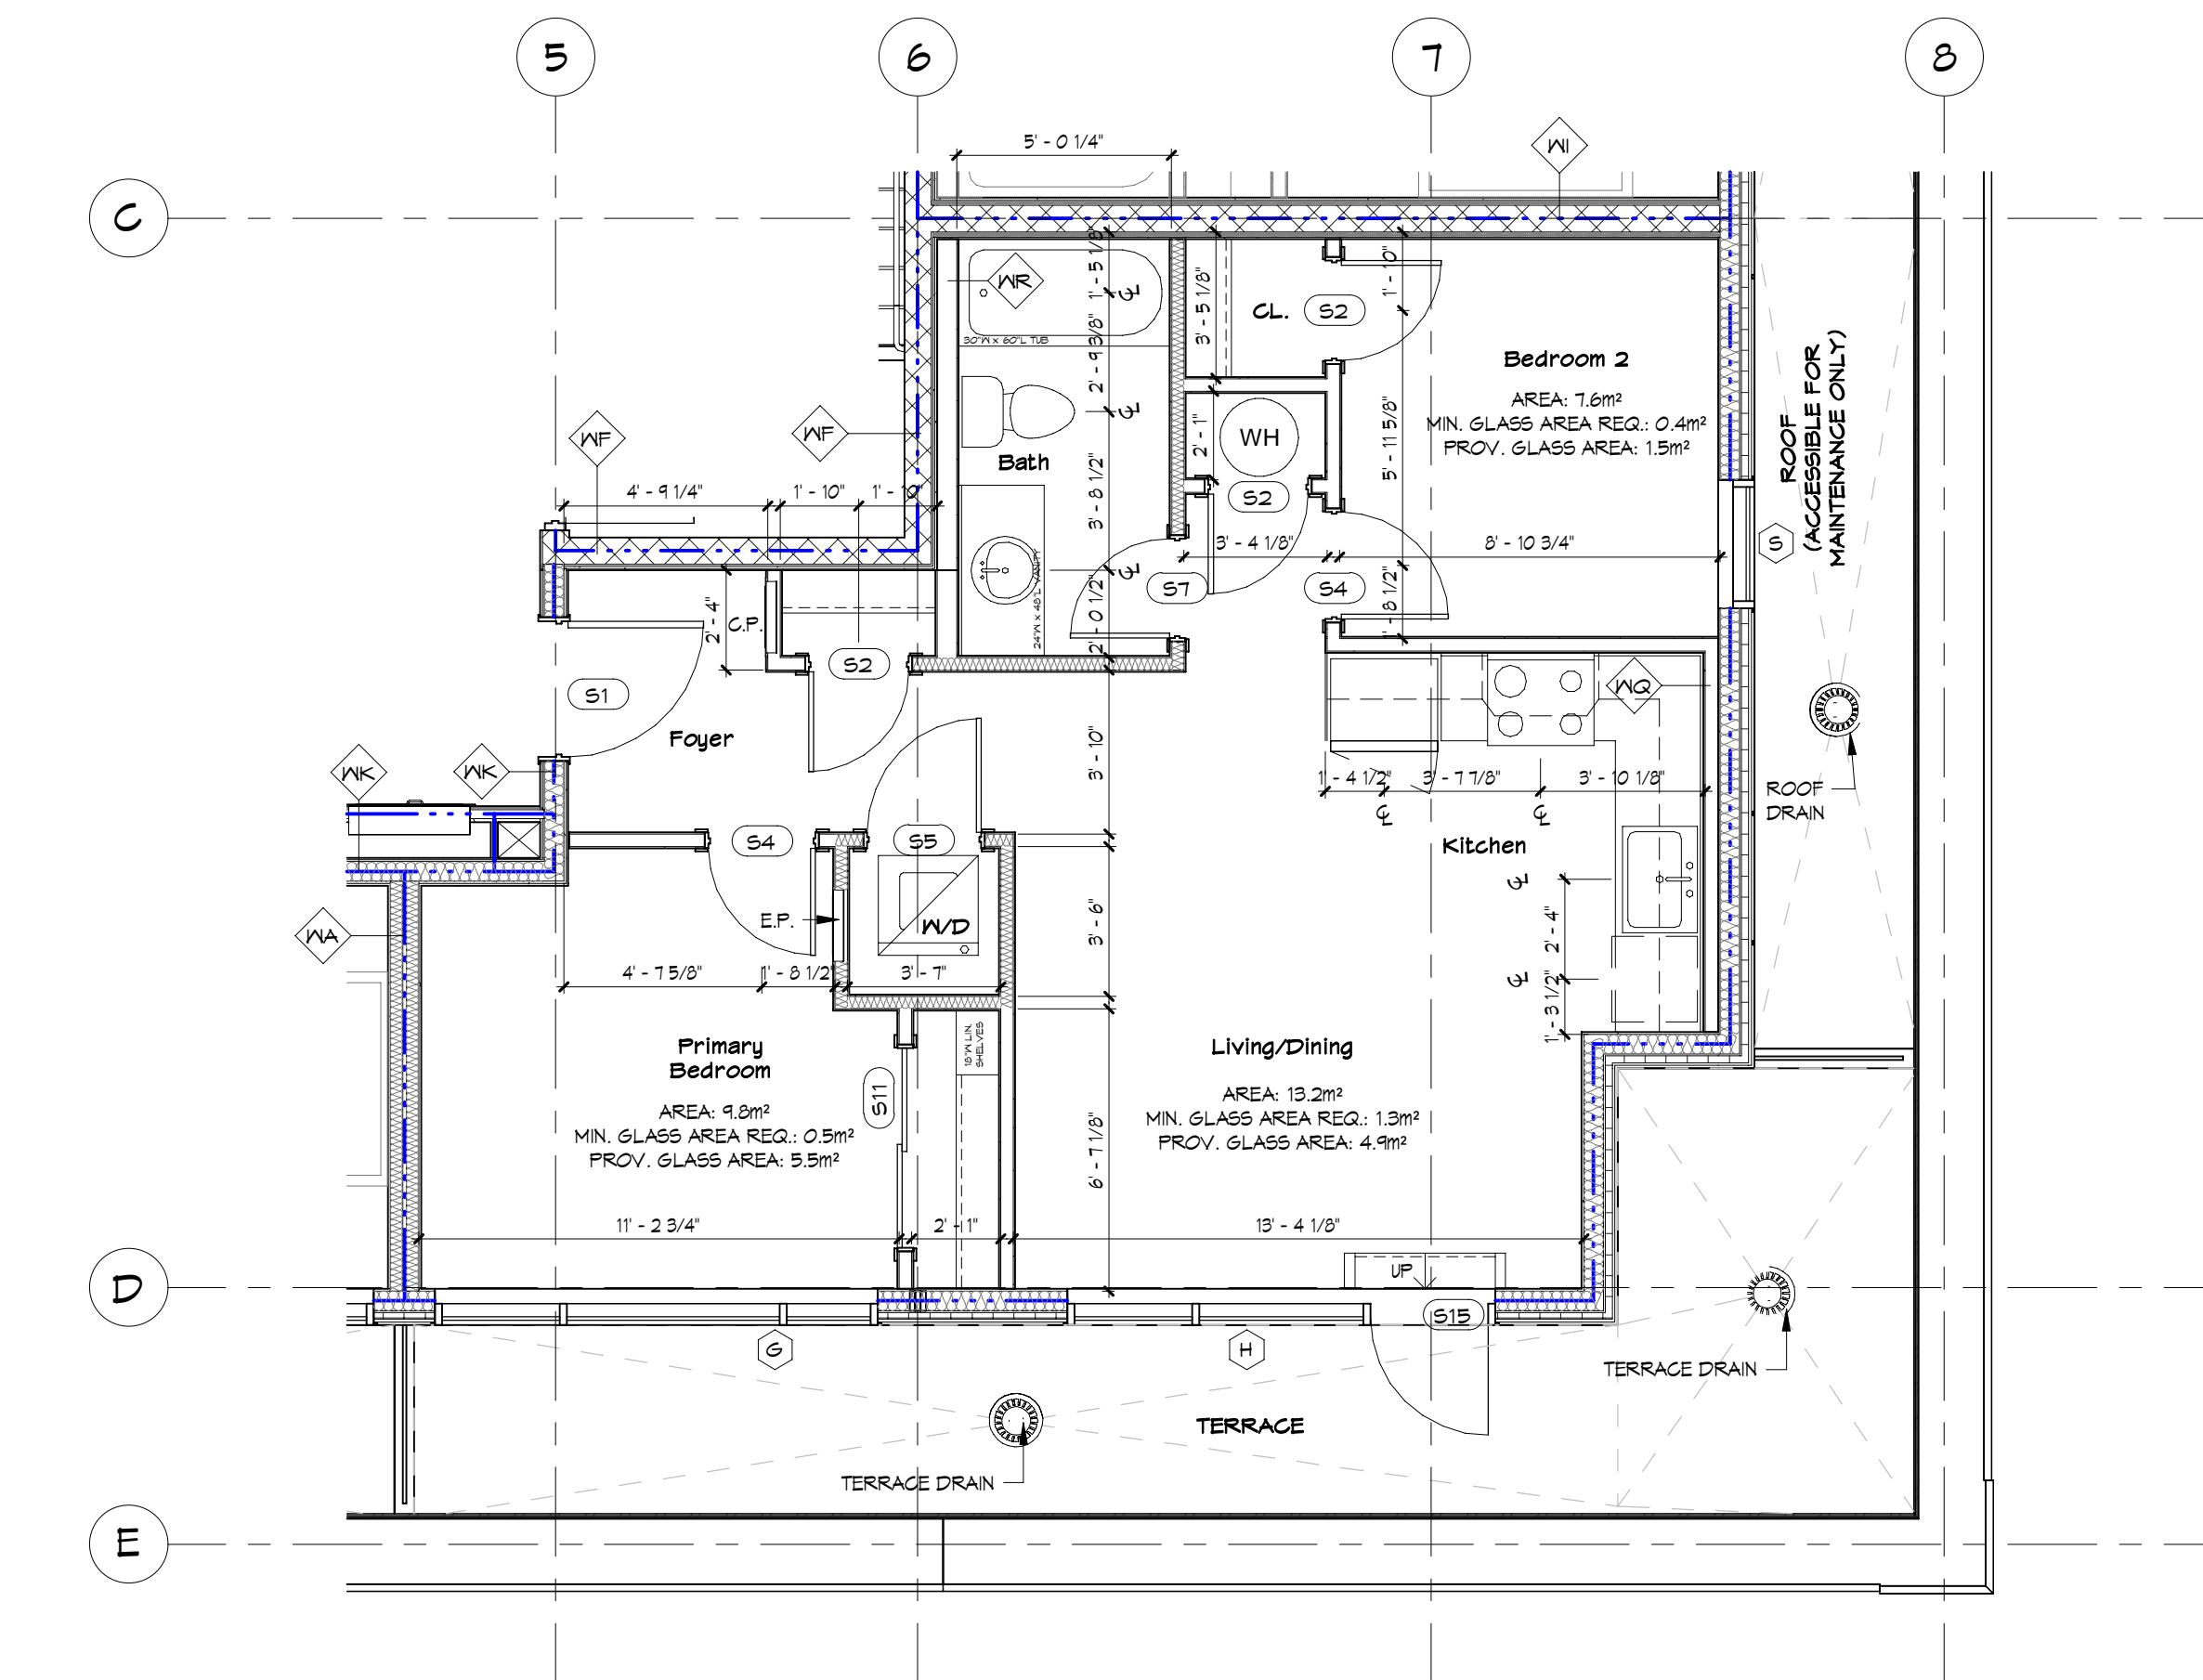 5
6
7
8
C
D
E
5' - 0 1/4"
WI
WR
30"W x 60"L TUB
1' - 5 1/8"
2' - 9 3/8"
3' - 8 1/2"
2' - 0 1/2"
3' - 5 1/8"
CL.
S2
1' - 10"
Bedroom 2
AREA: 7.6m²
MIN. GLASS AREA REQ.: 0.4m²
PROV. GLASS AREA: 1.5m²
ROOF
(ACCESSIBLE FOR
MAINTENANCE ONLY)
WF
WF
Bath
2' - 1"
WH
S2
5' - 11 5/8"
4' - 9 1/4"
1' - 10"
1' - 10"
3' - 4 1/8"
8' - 10 3/4"
S
S7
S4
1' - 8 1/2"
24"W x 48"L VANITY
2' - 4"
C.P.
S2
S1
WQ
Foyer
3' - 10"
WK
WK
1' - 4 1/2"
3' - 7 7/8"
3' - 10 1/8"
ROOF
DRAIN
S4
S5
Kitchen
WA
E.P.
W/D
3' - 6"
2' - 4"
4' - 7 5/8"
1' - 8 1/2"
3' - 7"
1' - 3 1/2"
18"W LIN.
SHELVES
Primary
Bedroom
AREA: 9.8m²
MIN. GLASS AREA REQ.: 0.5m²
PROV. GLASS AREA: 5.5m²
S11
Living/Dining
AREA: 13.2m²
MIN. GLASS AREA REQ.: 1.3m²
PROV. GLASS AREA: 4.9m²
6' - 7 1/8"
11' - 2 3/4"
2' - 1"
13' - 4 1/8"
UP
S15
G
H
TERRACE DRAIN
TERRACE
TERRACE DRAIN